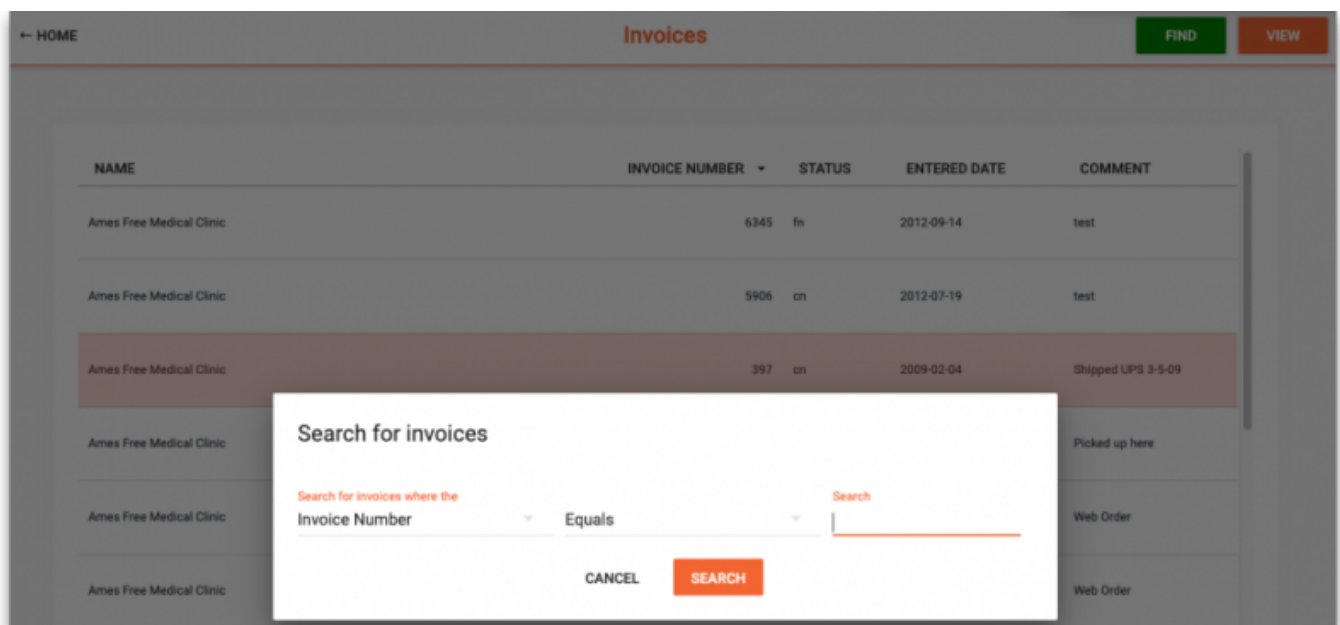 ← HOME Invoices FIND VIEW
NAME INVOICE NUMBER STATUS ENTERED DATE COMMENT
Ames Free Medical Clinic 6345 fn 2012-09-14 test
Ames Free Medical Clinic 5906 cn 2012-07-19 test
Ames Free Medical Clinic 397 cn 2009-02-04 Shipped UPS 3-5-09
Ames Free Medical Clinic Picked up here
Ames Free Medical Clinic Web Order
Ames Free Medical Clinic Web Order
Search for invoices
Search for invoices where the Search
Invoice Number Equals
CANCEL SEARCH